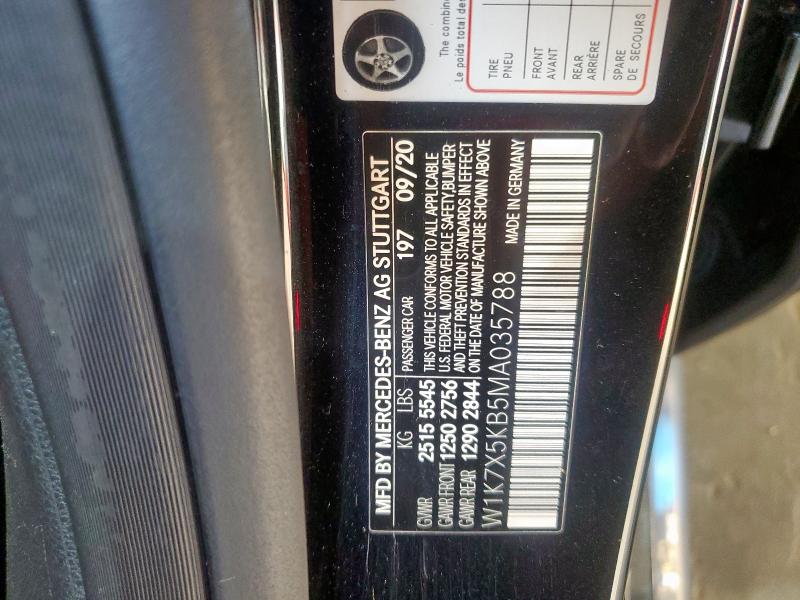 MFD BY MERCEDES-BENZ AG STUTTGART
KG LBS PASSENGER CAR 197 09/20
GVWR 2515 5545 THIS VEHICLE CONFORMS TO ALL APPLICABLE
GAWR FRONT 1250 2756 U.S. FEDERAL MOTOR VEHICLE SAFETY,BUMPER
GAWR REAR 1290 2844 AND THEFT PREVENTION STANDARDS IN EFFECT
ON THE DATE OF MANUFACTURE SHOWN ABOVE
W1K7X5KB5MA035788 MADE IN GERMANY
The combin
Le poids total des
TIRE
PNEU
FRONT
AVANT
REAR
ARRIÈRE
SPARE
DE SECOURS